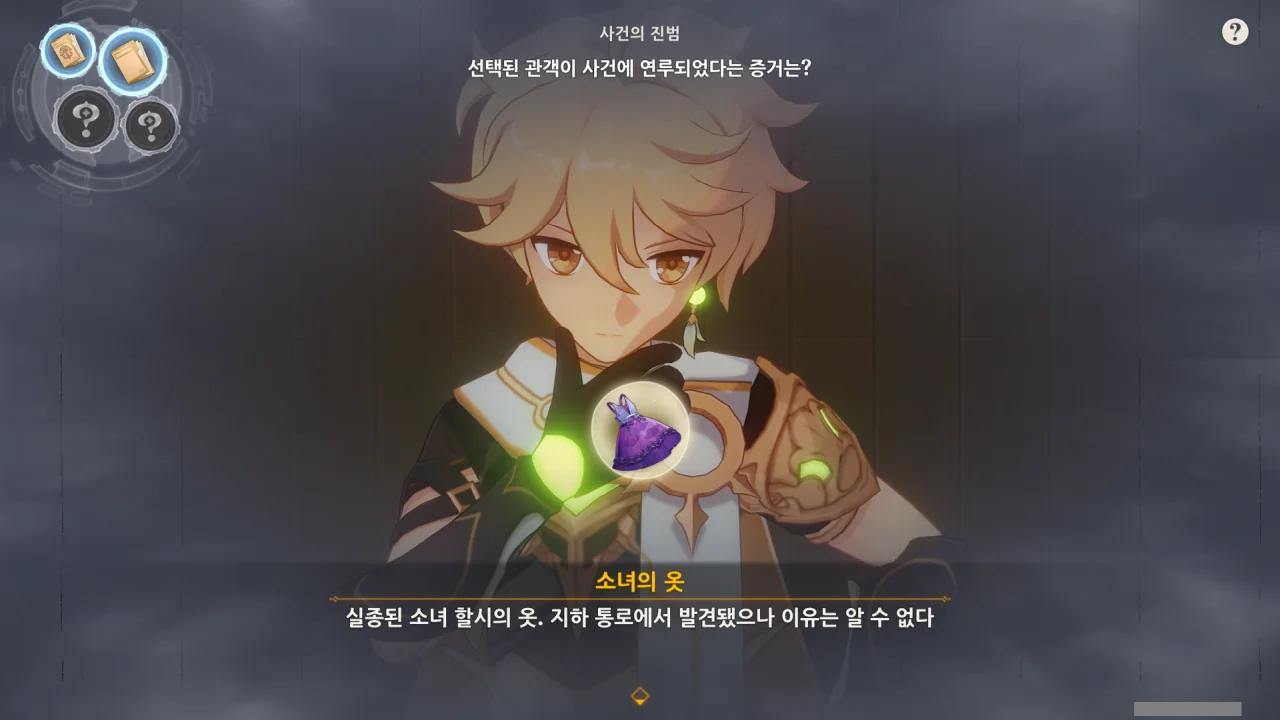 사건의 진범
선택된 관객이 사건에 연루되었다는 증거는?
?
?
?
소녀의 옷
실종된 소녀 할시의 옷. 지하 통로에서 발견됐으나 이유는 알 수 없다